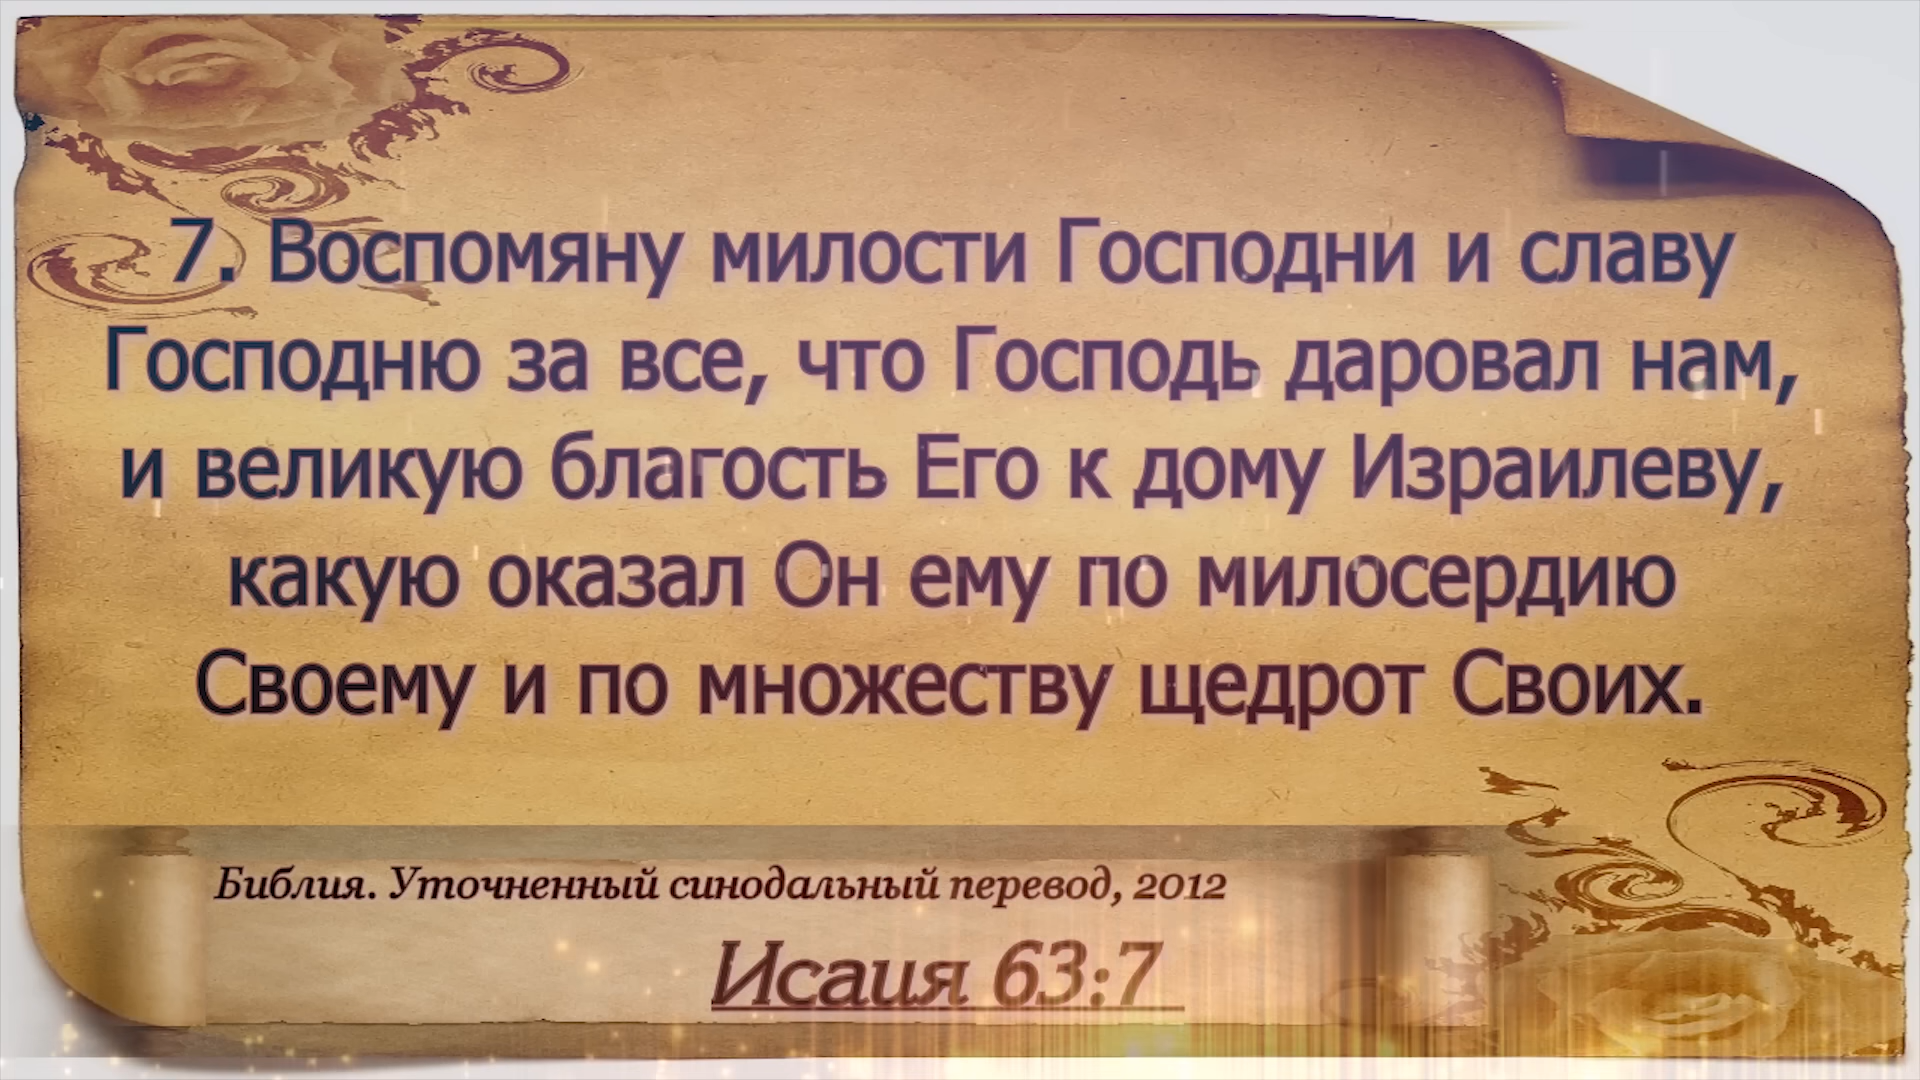 7. Воспомяну милости Господни и славу
Господню за все, что Господь даровал нам,
и великую благость Его к дому Израилеву,
какую оказал Он ему по милосердию
Своему и по множеству щедрот Своих.
Библия. Уточненный синодальный перевод, 2012
Исаия 63:7